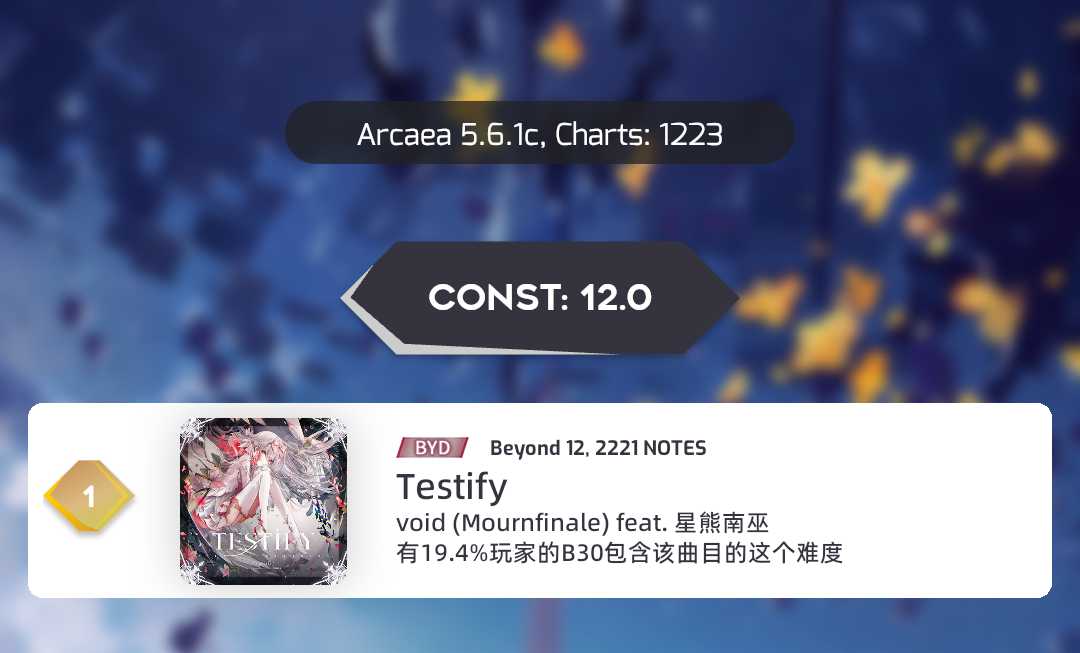 Arcaea 5.6.1c, Charts: 1223
CONST: 12.0
1
BYD Beyond 12, 2221 NOTES
Testify
void (Mournfinale) feat. 星熊南巫
有19.4%玩家的B30包含该曲目的这个难度
TESTIFY